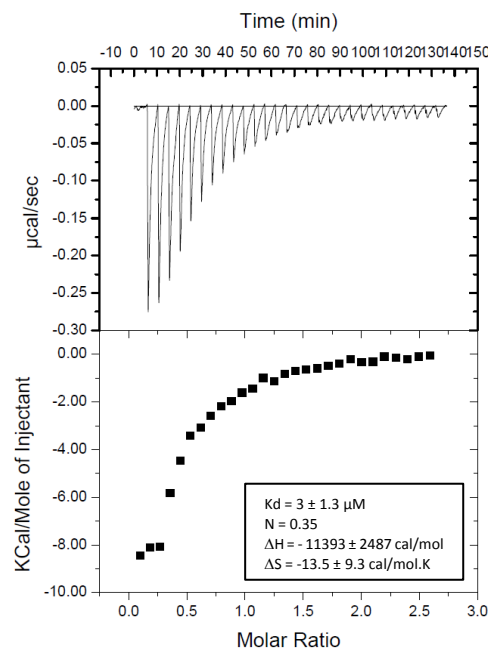 Time (min)
-10 0 10 20 30 40 50 60 70 80 90 100 110 120 130 140 150
0.05
0.00
-0.05
-0.10
-0.15
-0.20
-0.25
-0.30
µcal/sec
0.00
-2.00
-4.00
-6.00
-8.00
-10.00
KCal/Mole of Injectant
Kd = 3 ± 1.3 µM
N = 0.35
ΔH = - 11393 ± 2487 cal/mol
ΔS = -13.5 ± 9.3 cal/mol.K
0.0 0.5 1.0 1.5 2.0 2.5 3.0
Molar Ratio